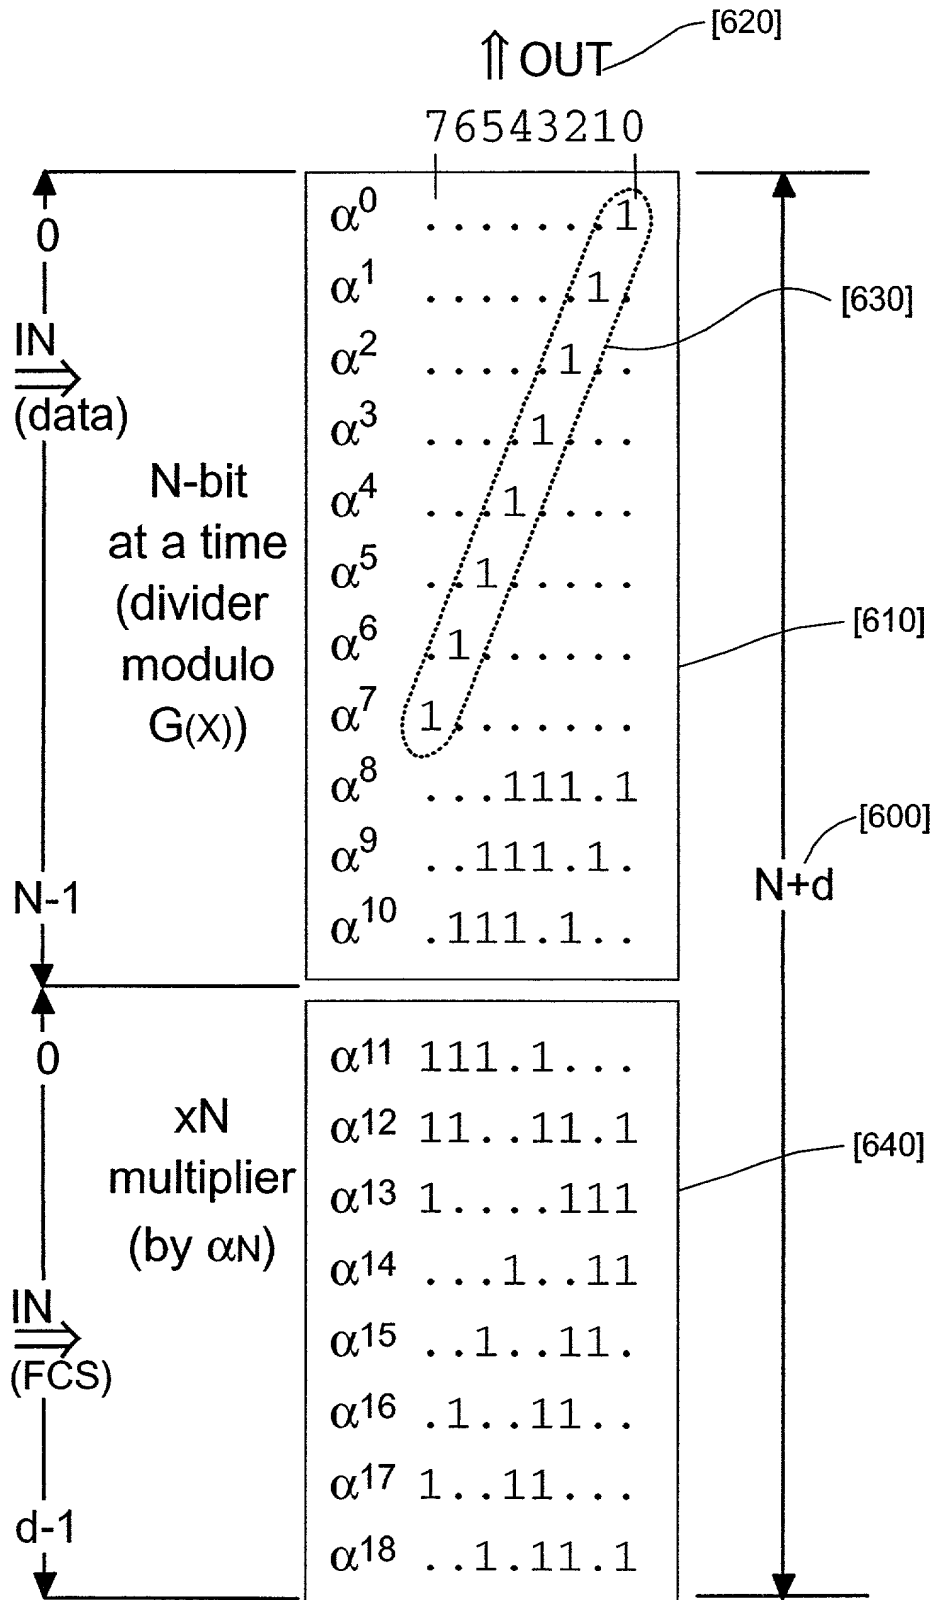 [620]
⇑ OUT
76543210
α0 .......1
0
α1 ......1.
[630]
IN
α2 .....1..
⇒
(data)
α3 ....1...
N-bit
α4 ...1....
at a time
α5 ..1.....
(divider
[610]
α6 .1......
modulo
α7 1.......
G(X))
α8 ...111.1
[600]
α9 ..111.1.
N-1
N+d
α10 .111.1..
0
α11 111.1...
xN
α12 11..11.1
[640]
multiplier
α13 1....111
(by αN)
α14 ...1..11
IN
⇒
α15 ..1..11.
(FCS)
α16 .1..11..
α17 1..11...
d-1
α18 ..1.11.1